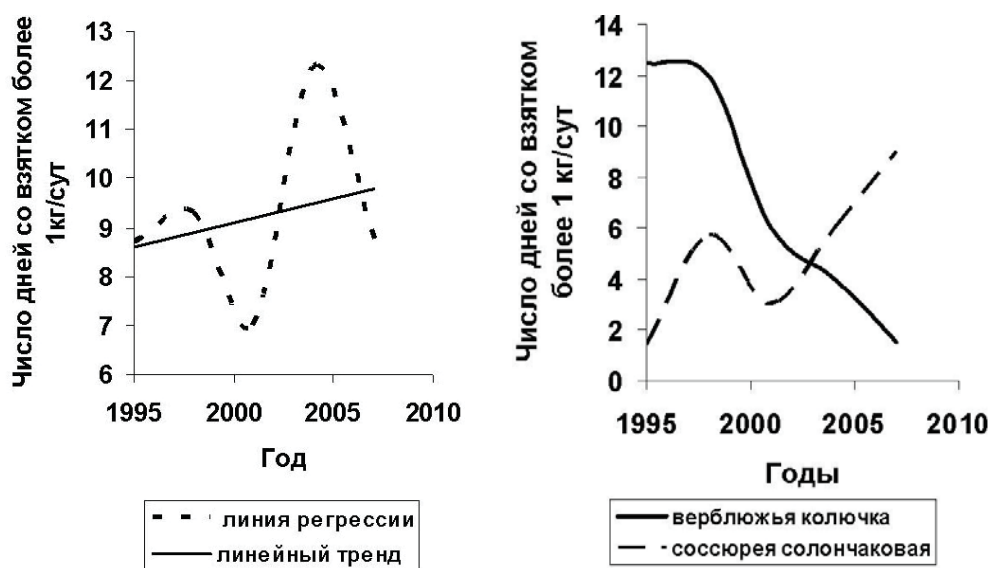 Число дней со взятком более
1кг/сут
13
12
11
10
9
8
7
6
1995
2000
2005
2010
Год
линия регрессии
линейный тренд
Число дней со взятком
более 1 кг/сут
14
12
10
8
6
4
2
0
1995
2000
2005
2010
Годы
верблюжья колючка
соссюрея солончаковая